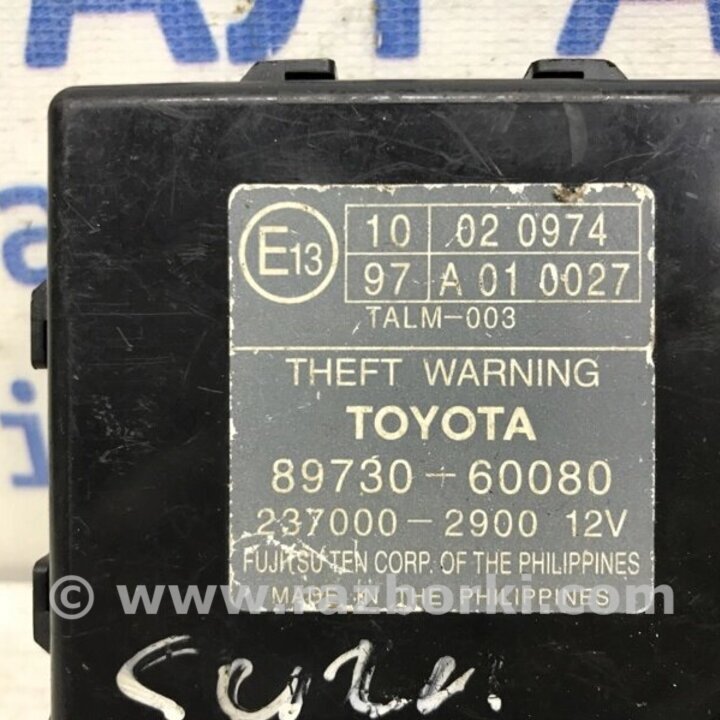 E13
10 02 0974
97 A 01 0027
TALM-003
THEFT WARNING
TOYOTA
89730-60080
237000-2900 12V
FUJITSU TEN CORP. OF THE PHILIPPINES
MADE IN THE PHILIPPINES
© www.razborki.com